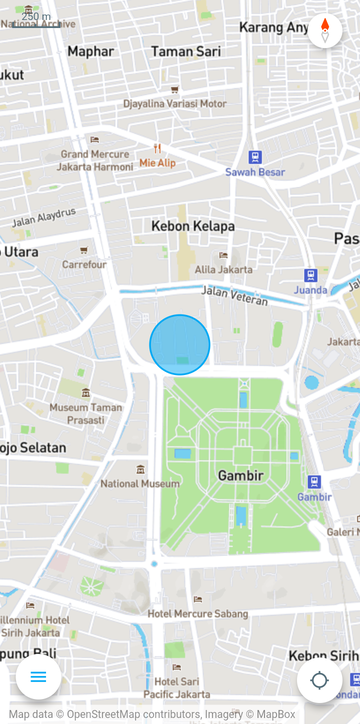 250 m
National Archive
Karang Any
Maphar
Taman Sari
ukut
Djayalina Variasi Motor
Grand Mercure
Jakarta Harmoni
Mie Alip
Sawah Besar
Jalan Alaydrus
Kebon Kelapa
Pas
o Utara
Carrefour
Alila Jakarta
Juanda
Jalan Veteran
Jal
Jakarta
Museum Taman
Prasasti
ojo Selatan
National Museum
Gambir
Gambir
Galeri N
Hotel Mercure Sabang
illennium Hotel
Sirih Jakarta
pung Bali
Kebon Sirih
Hotel Sari
Pacific Jakarta
ondan
Map data © OpenStreetMap contributors, Imagery © MapBox